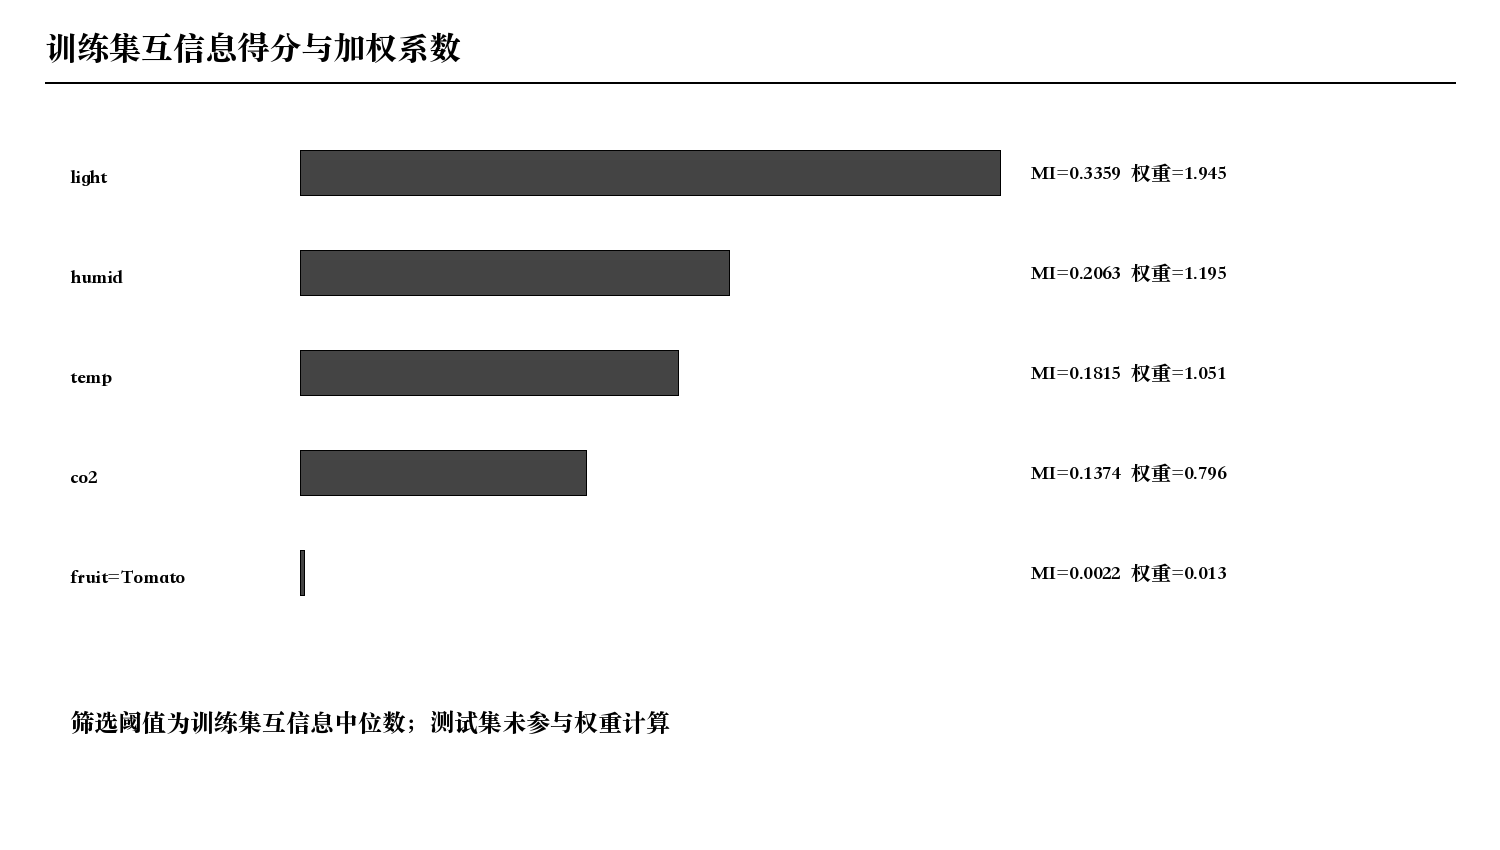 训练集互信息得分与加权系数
light MI=0.3359 权重=1.945
humid MI=0.2063 权重=1.195
temp MI=0.1815 权重=1.051
co2 MI=0.1374 权重=0.796
fruit=Tomato MI=0.0022 权重=0.013
筛选阈值为训练集互信息中位数；测试集未参与权重计算